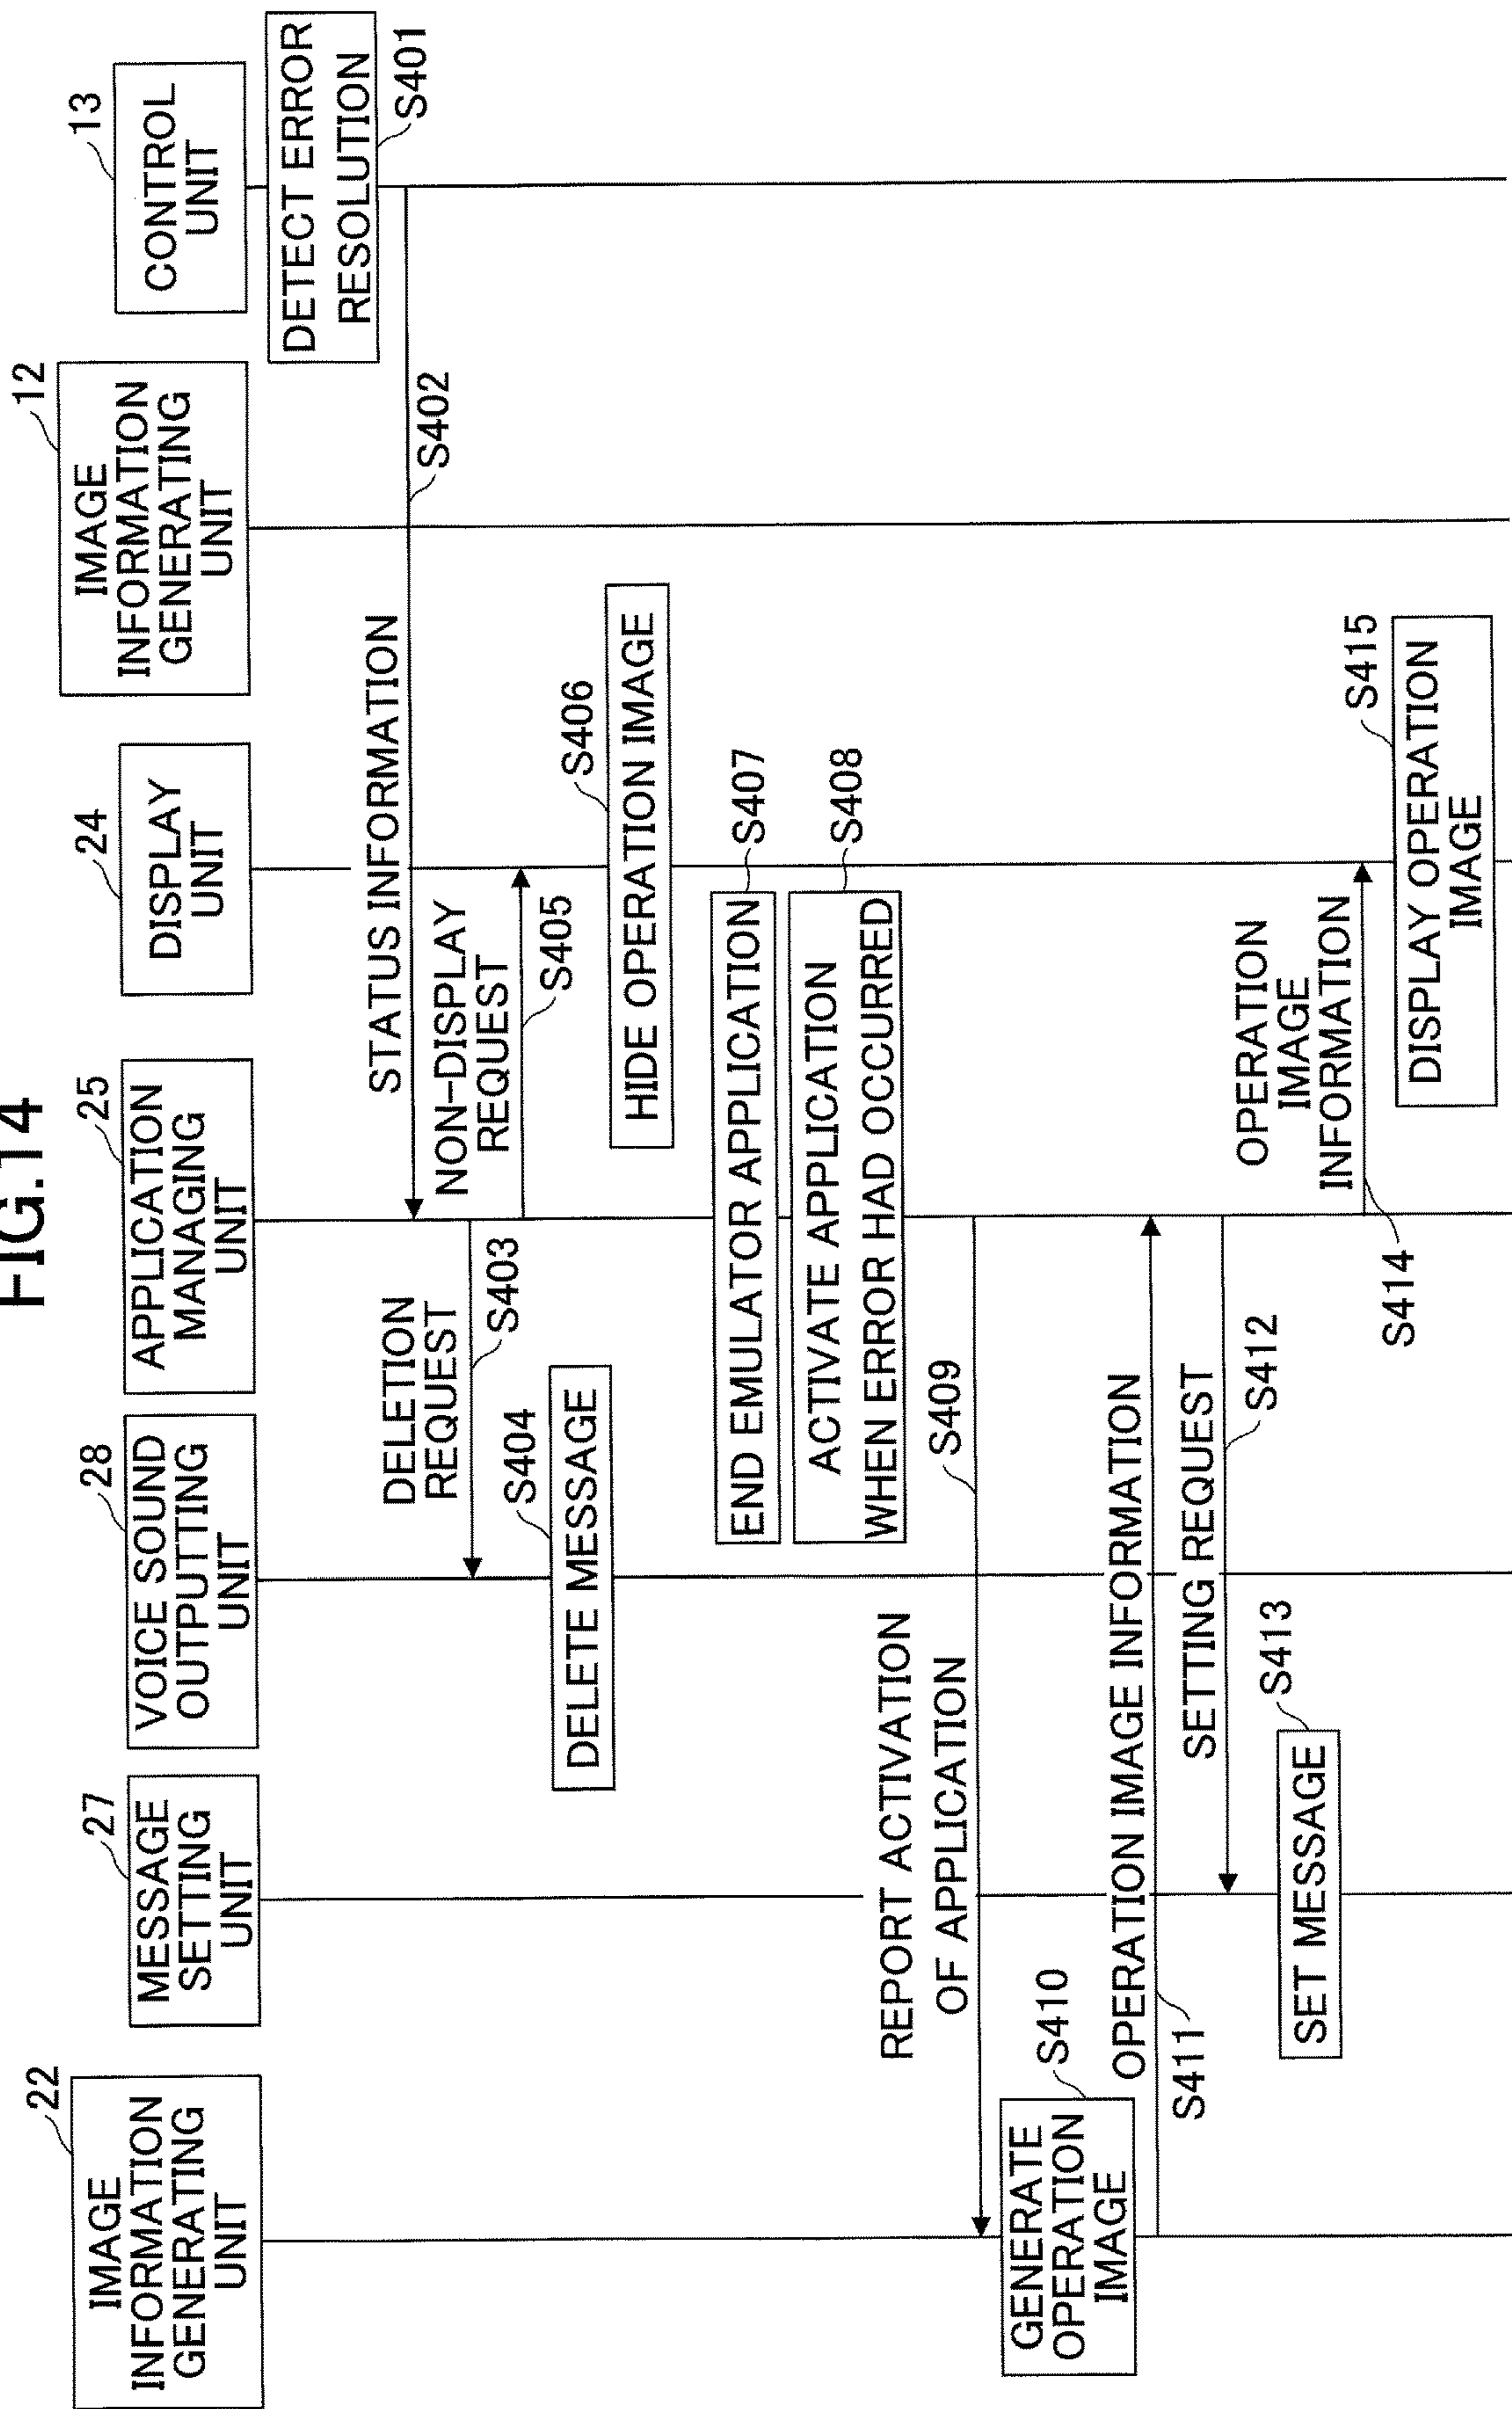 FIG.14
22
IMAGE
INFORMATION
GENERATING
UNIT
27
MESSAGE
SETTING
UNIT
28
VOICE SOUND
OUTPUTTING
UNIT
25
APPLICATION
MANAGING
UNIT
24
DISPLAY
UNIT
12
IMAGE
INFORMATION
GENERATING
UNIT
13
CONTROL
UNIT
DETECT ERROR
RESOLUTION
S401
STATUS INFORMATION
S402
DELETION
REQUEST
S403
S404
DELETE MESSAGE
NON-DISPLAY
REQUEST
S405
S406
HIDE OPERATION IMAGE
END EMULATOR APPLICATION
S407
ACTIVATE APPLICATION
WHEN ERROR HAD OCCURRED
S408
REPORT ACTIVATION
OF APPLICATION
S409
GENERATE
OPERATION
IMAGE
S410
OPERATION IMAGE INFORMATION
S411
SETTING REQUEST
S412
S413
SET MESSAGE
OPERATION
IMAGE
INFORMATION
S414
S415
DISPLAY OPERATION
IMAGE